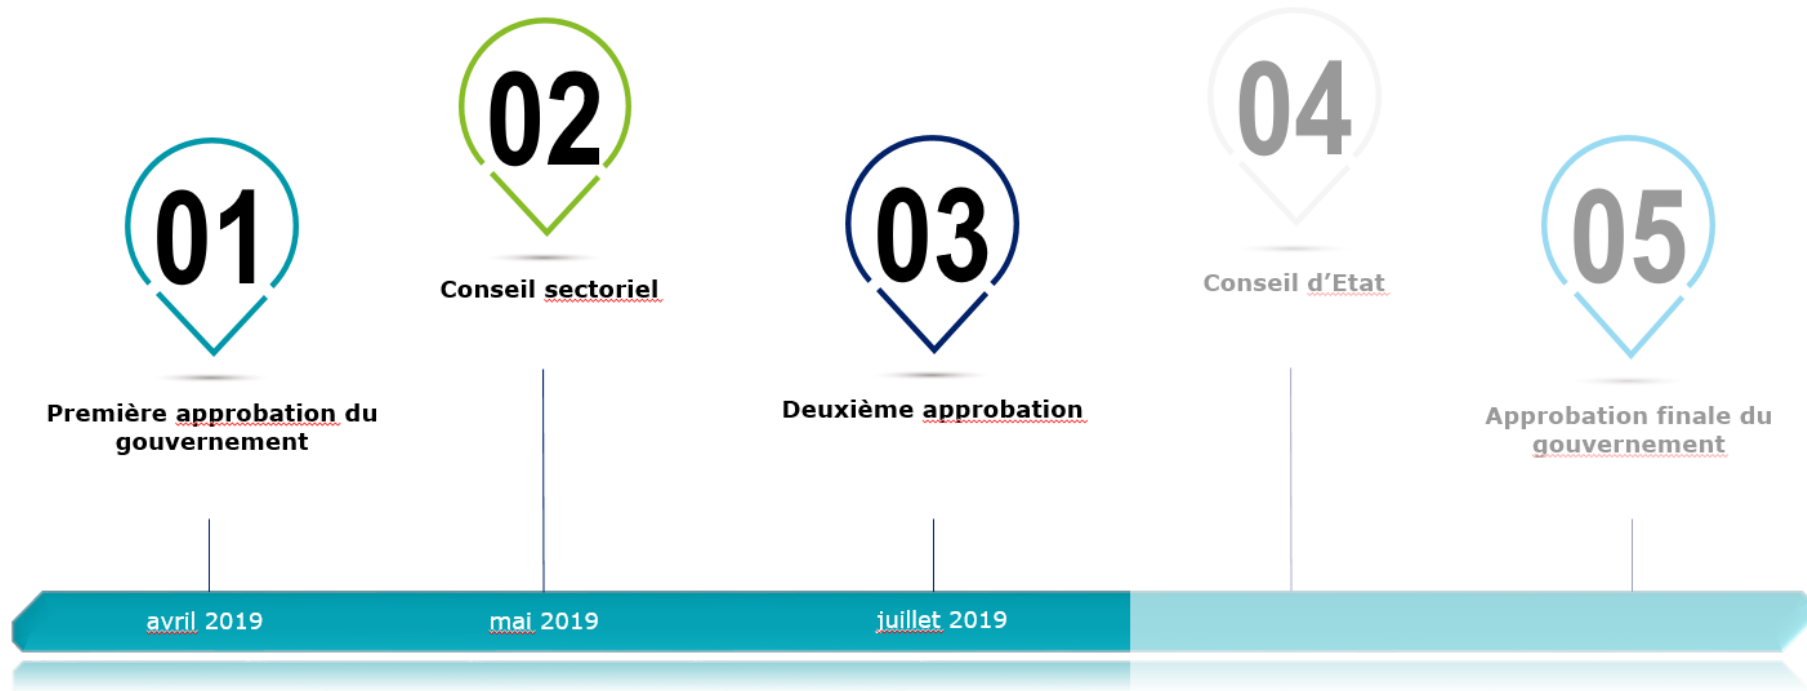 01
Première approbation du
gouvernement
02
Conseil sectoriel
03
Deuxième approbation
04
Conseil d’Etat
05
Approbation finale du
gouvernement
avril 2019
mai 2019
juillet 2019